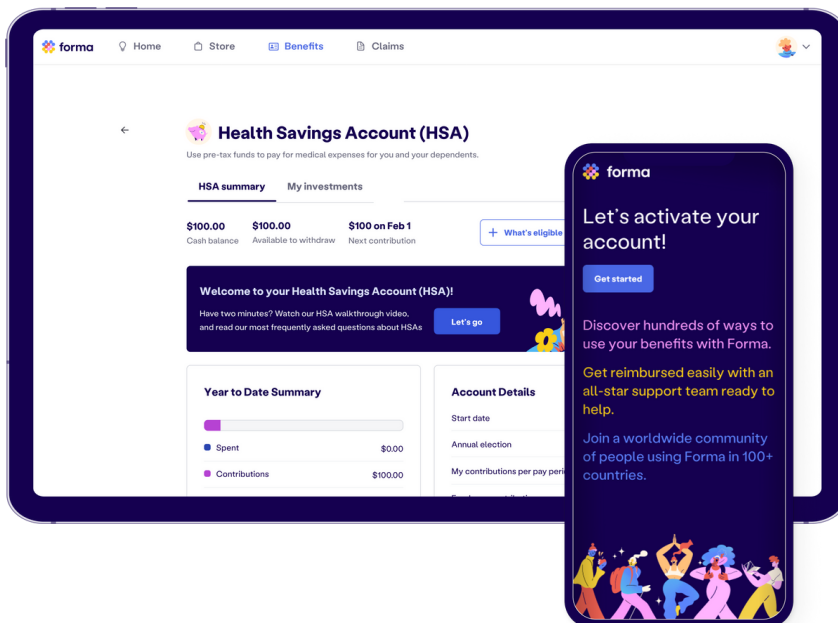 forma
Home
Store
Benefits
Claims
Health Savings Account (HSA)
Use pre-tax funds to pay for medical expenses for you and your dependents.
HSA summary
My investments
$100.00
Cash balance
$100.00
Available to withdraw
$100 on Feb 1
Next contribution
What's eligible
Welcome to your Health Savings Account (HSA)!
Have two minutes? Watch our HSA walkthrough video,
and read our most frequently asked questions about HSAs
Let's go
Year to Date Summary
Spent
$0.00
Contributions
$100.00
Account Details
Start date
Annual election
My contributions per pay
forma
Let's activate your
account!
Get started
Discover hundreds of ways to
use your benefits with Forma.
Get reimbursed easily with an
all-star support team ready to
help.
Join a worldwide community
of people using Forma in 100+
countries.